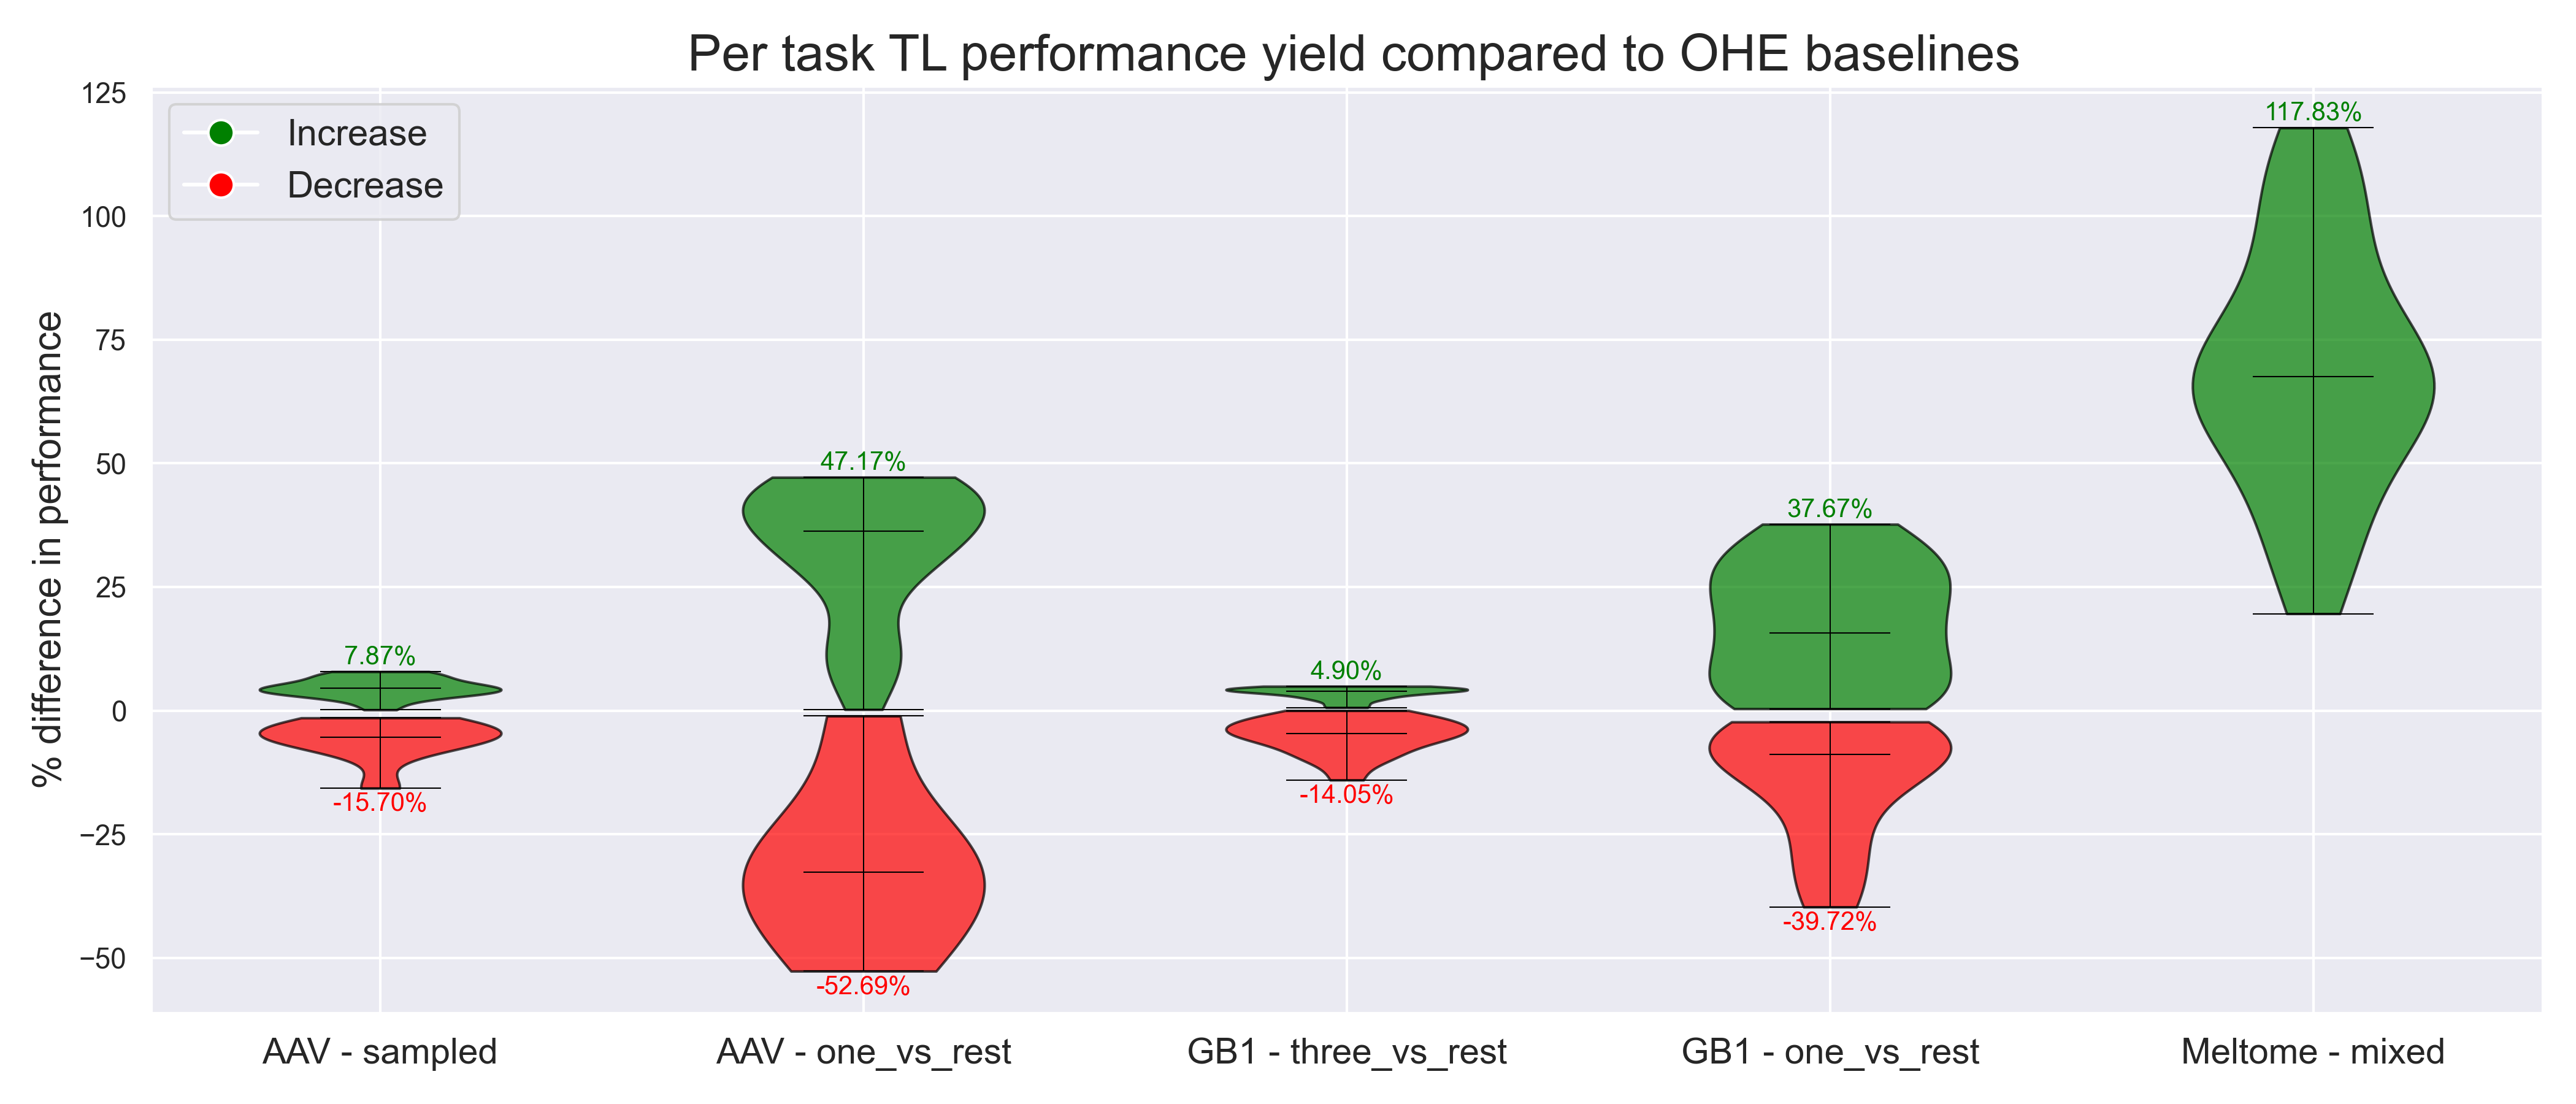 Per task TL performance yield compared to OHE baselines
% difference in performance
125
100
75
50
25
0
−25
−50
Increase
Decrease
7.87%
-15.70%
47.17%
-52.69%
4.90%
-14.05%
37.67%
-39.72%
117.83%
AAV - sampled
AAV - one_vs_rest
GB1 - three_vs_rest
GB1 - one_vs_rest
Meltome - mixed